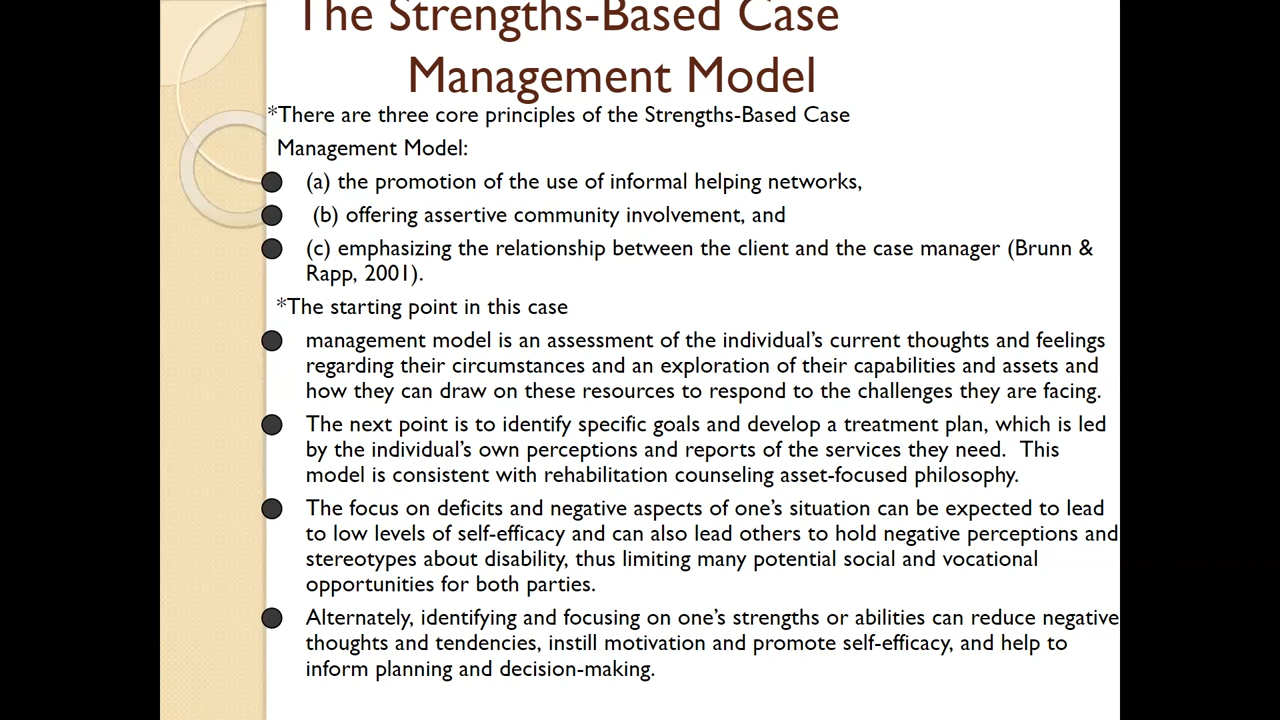 The Strengths-Based Case
Management Model
*There are three core principles of the Strengths-Based Case
Management Model:
(a) the promotion of the use of informal helping networks,
(b) offering assertive community involvement, and
(c) emphasizing the relationship between the client and the case manager (Brunn &
Rapp, 2001).
*The starting point in this case
management model is an assessment of the individual’s current thoughts and feelings
regarding their circumstances and an exploration of their capabilities and assets and
how they can draw on these resources to respond to the challenges they are facing.
The next point is to identify specific goals and develop a treatment plan, which is led
by the individual’s own perceptions and reports of the services they need.  This
model is consistent with rehabilitation counseling asset-focused philosophy.
The focus on deficits and negative aspects of one’s situation can be expected to lead
to low levels of self-efficacy and can also lead others to hold negative perceptions and
stereotypes about disability, thus limiting many potential social and vocational
opportunities for both parties.
Alternately, identifying and focusing on one’s strengths or abilities can reduce negative
thoughts and tendencies, instill motivation and promote self-efficacy, and help to
inform planning and decision-making.